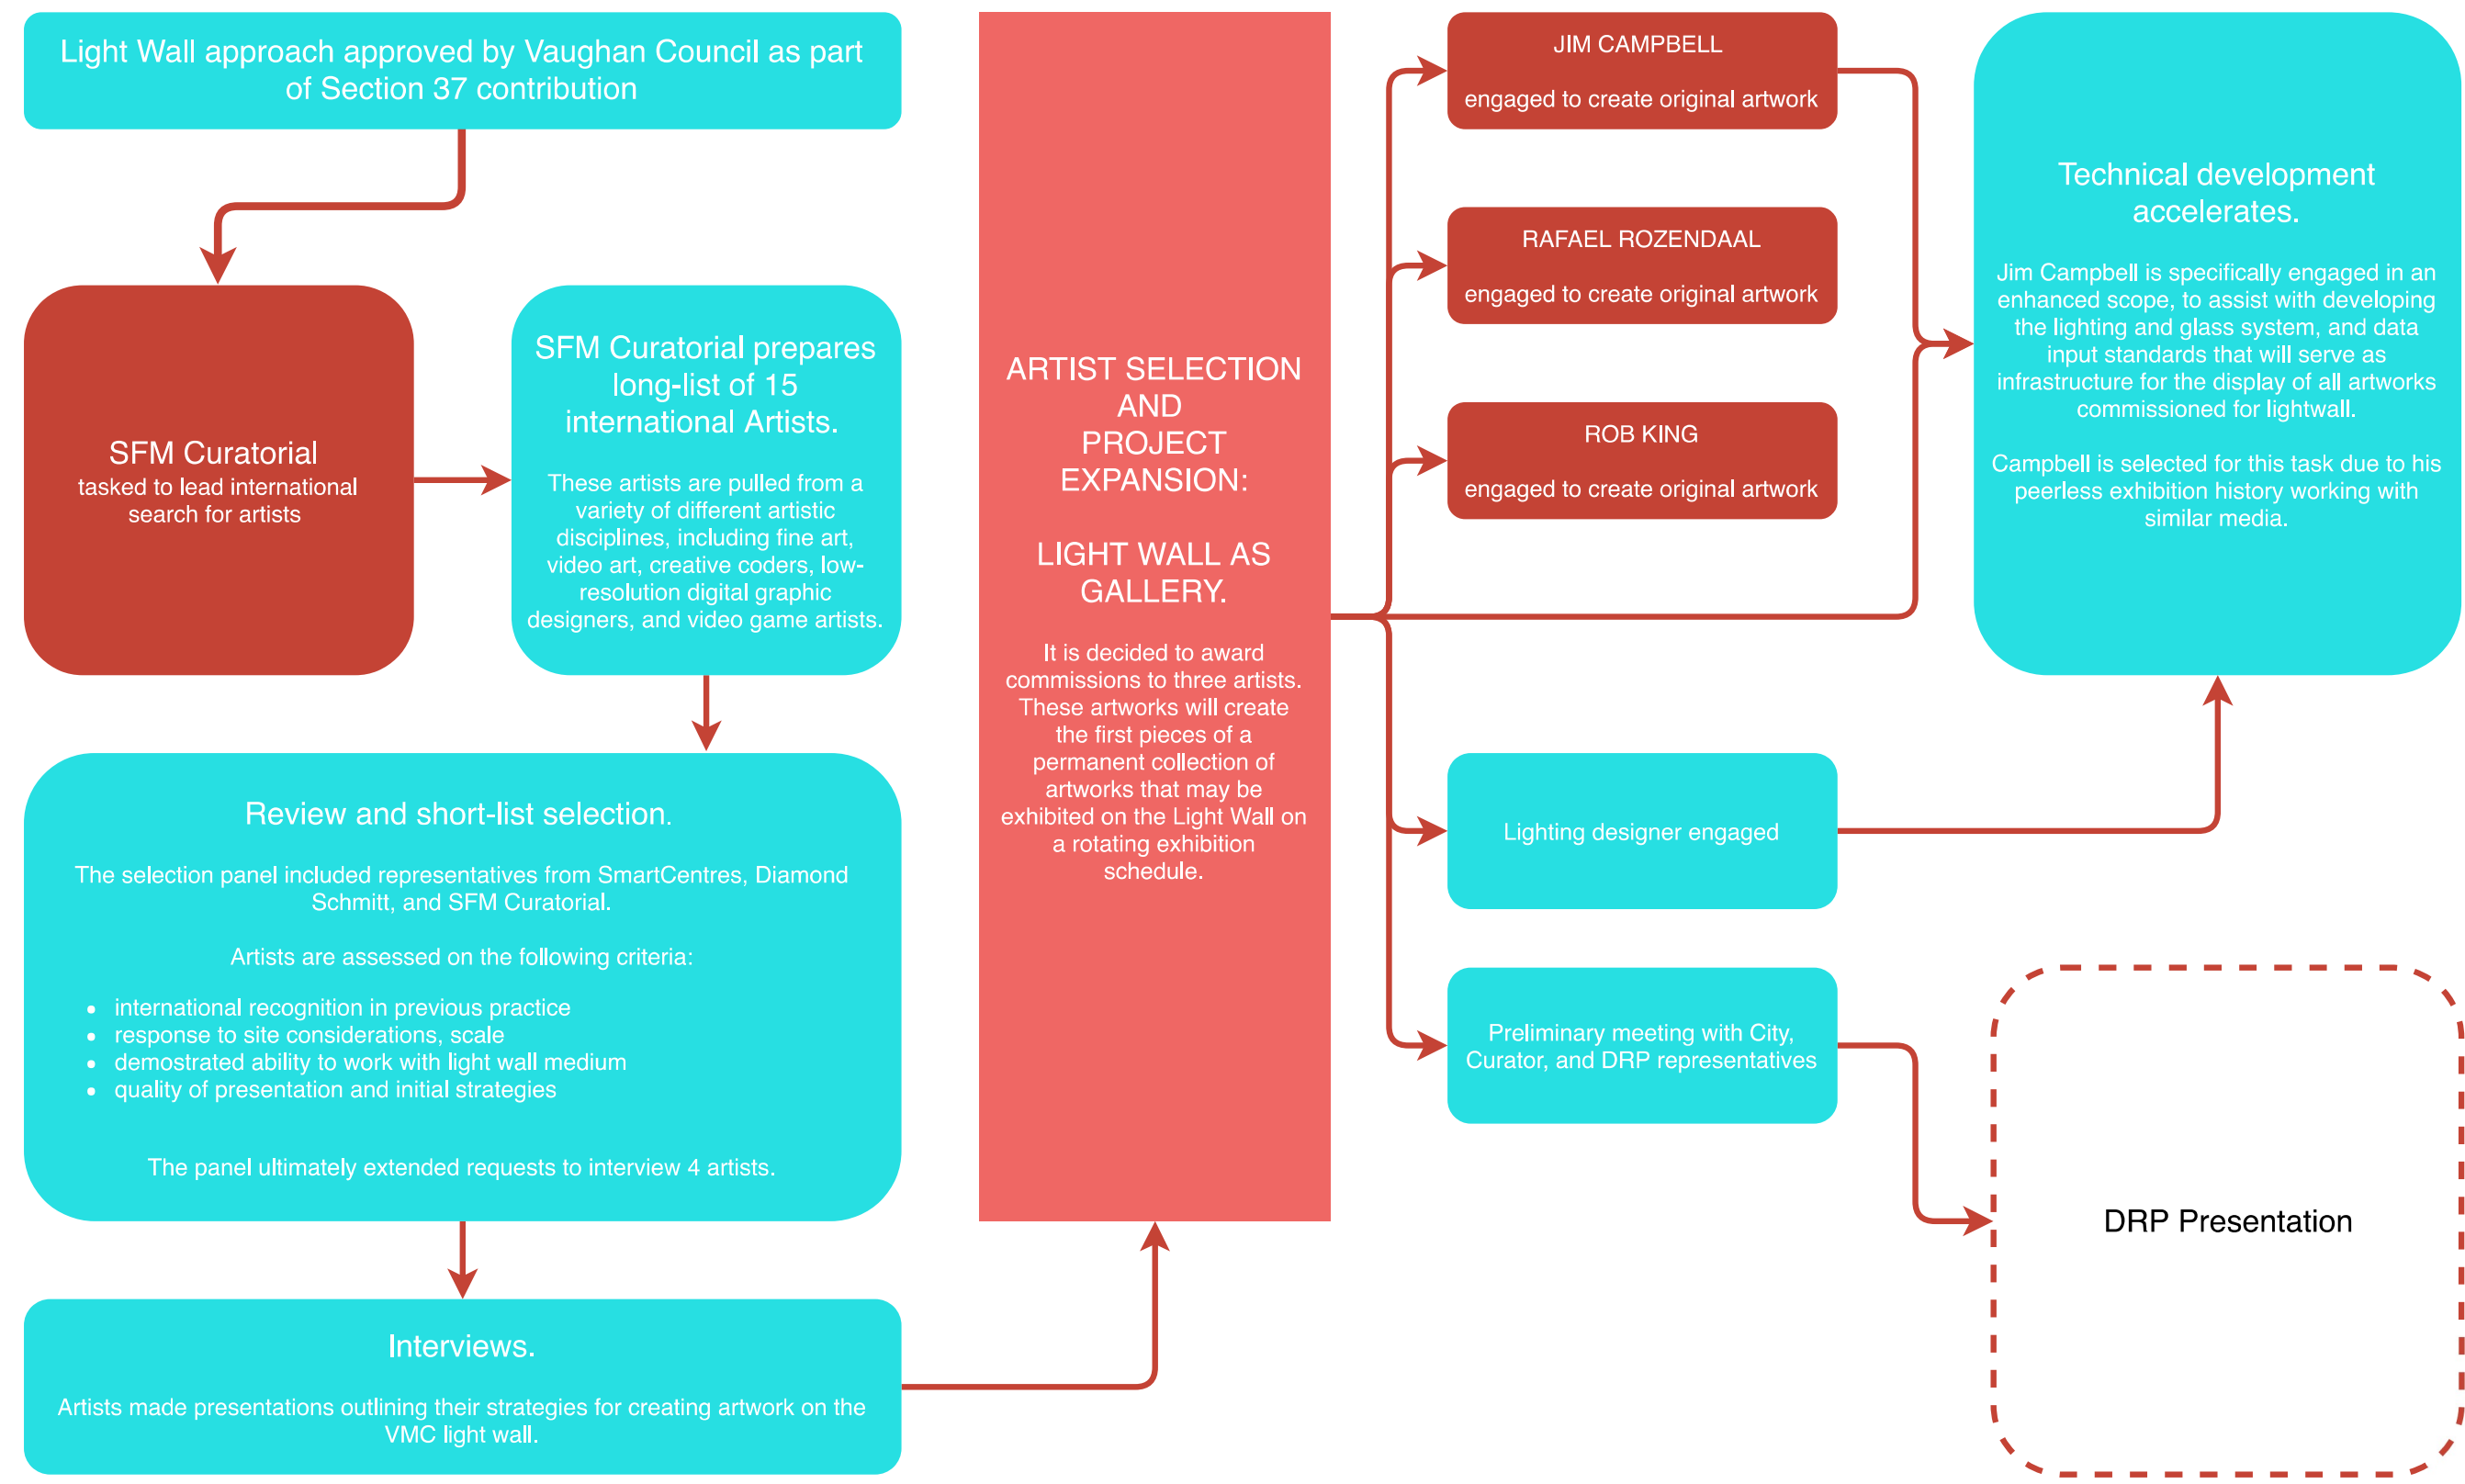 Light Wall approach approved by Vaughan Council as part
of Section 37 contribution
SFM Curatorial
tasked to lead international
search for artists
SFM Curatorial prepares
long-list of 15
international Artists.
These artists are pulled from a
variety of different artistic
disciplines, including fine art,
video art, creative coders, low-
resolution digital graphic
designers, and video game artists.
Review and short-list selection.
The selection panel included representatives from SmartCentres, Diamond
Schmitt, and SFM Curatorial.
Artists are assessed on the following criteria:
• international recognition in previous practice
• response to site considerations, scale
• demostrated ability to work with light wall medium
• quality of presentation and initial strategies
The panel ultimately extended requests to interview 4 artists.
Interviews.
Artists made presentations outlining their strategies for creating artwork on the
VMC light wall.
ARTIST SELECTION
AND
PROJECT
EXPANSION:
LIGHT WALL AS
GALLERY.
It is decided to award
commissions to three artists.
These artworks will create
the first pieces of a
permanent collection of
artworks that may be
exhibited on the Light Wall on
a rotating exhibition
schedule.
JIM CAMPBELL
engaged to create original artwork
RAFAEL ROZENDAAL
engaged to create original artwork
ROB KING
engaged to create original artwork
Lighting designer engaged
Preliminary meeting with City,
Curator, and DRP representatives
Technical development
accelerates.
Jim Campbell is specifically engaged in an
enhanced scope, to assist with developing
the lighting and glass system, and data
input standards that will serve as
infrastructure for the display of all artworks
commissioned for lightwall.
Campbell is selected for this task due to his
peerless exhibition history working with
similar media.
DRP Presentation